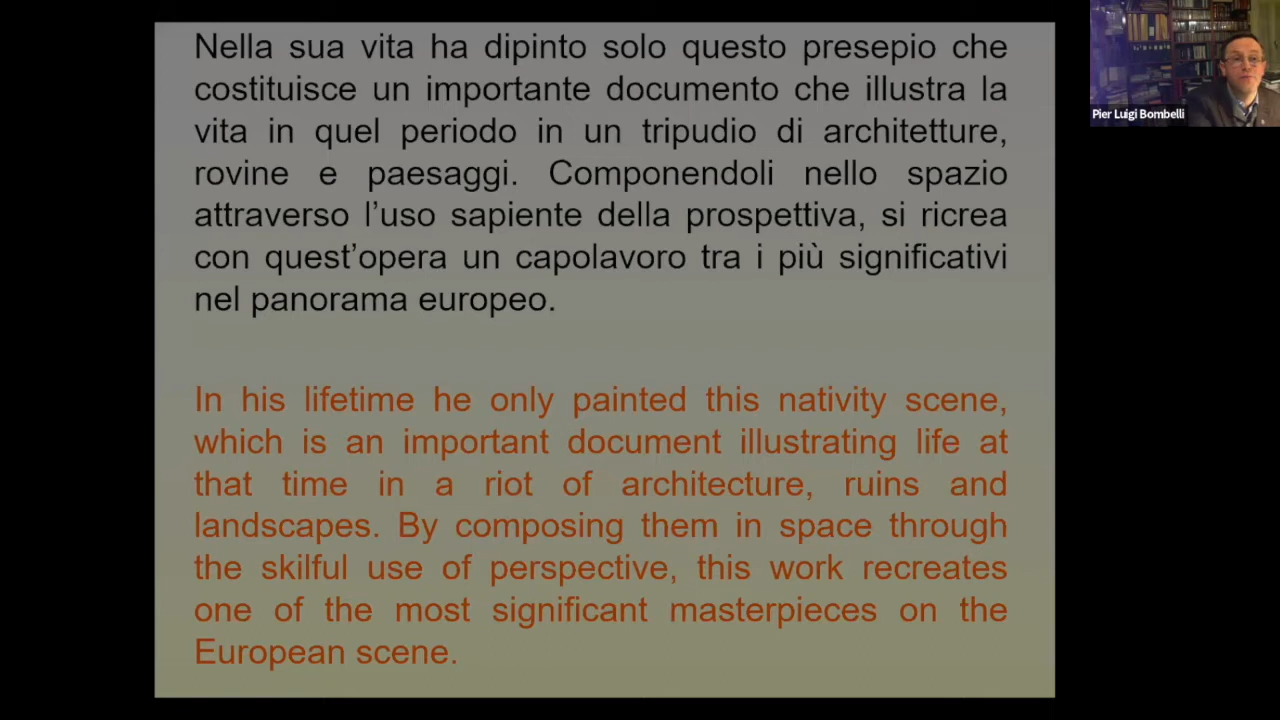 Nella sua vita ha dipinto solo questo presepio che
costituisce un importante documento che illustra la
vita in quel periodo in un tripudio di architetture,
rovine e paesaggi. Componendoli nello spazio
attraverso l’uso sapiente della prospettiva, si ricrea
con quest’opera un capolavoro tra i più significativi
nel panorama europeo.
In his lifetime he only painted this nativity scene,
which is an important document illustrating life at
that time in a riot of architecture, ruins and
landscapes. By composing them in space through
the skilful use of perspective, this work recreates
one of the most significant masterpieces on the
European scene.
Pier Luigi Bombelli